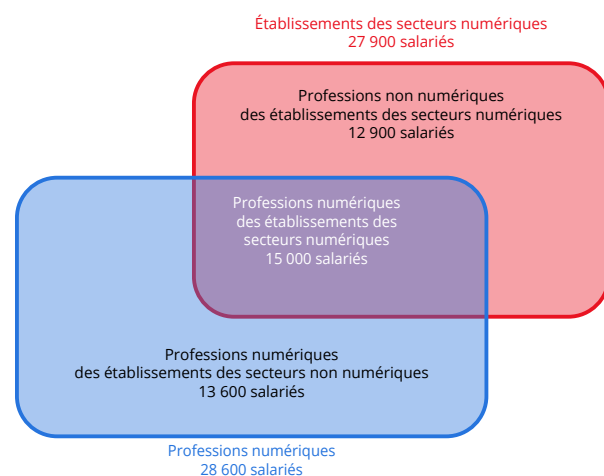 Établissements des secteurs numériques
27 900 salariés
Professions non numériques
des établissements des secteurs numériques
12 900 salariés
Professions numériques
des établissements des
secteurs numériques
15 000 salariés
Professions numériques
des établissements des secteurs non numériques
13 600 salariés
Professions numériques
28 600 salariés